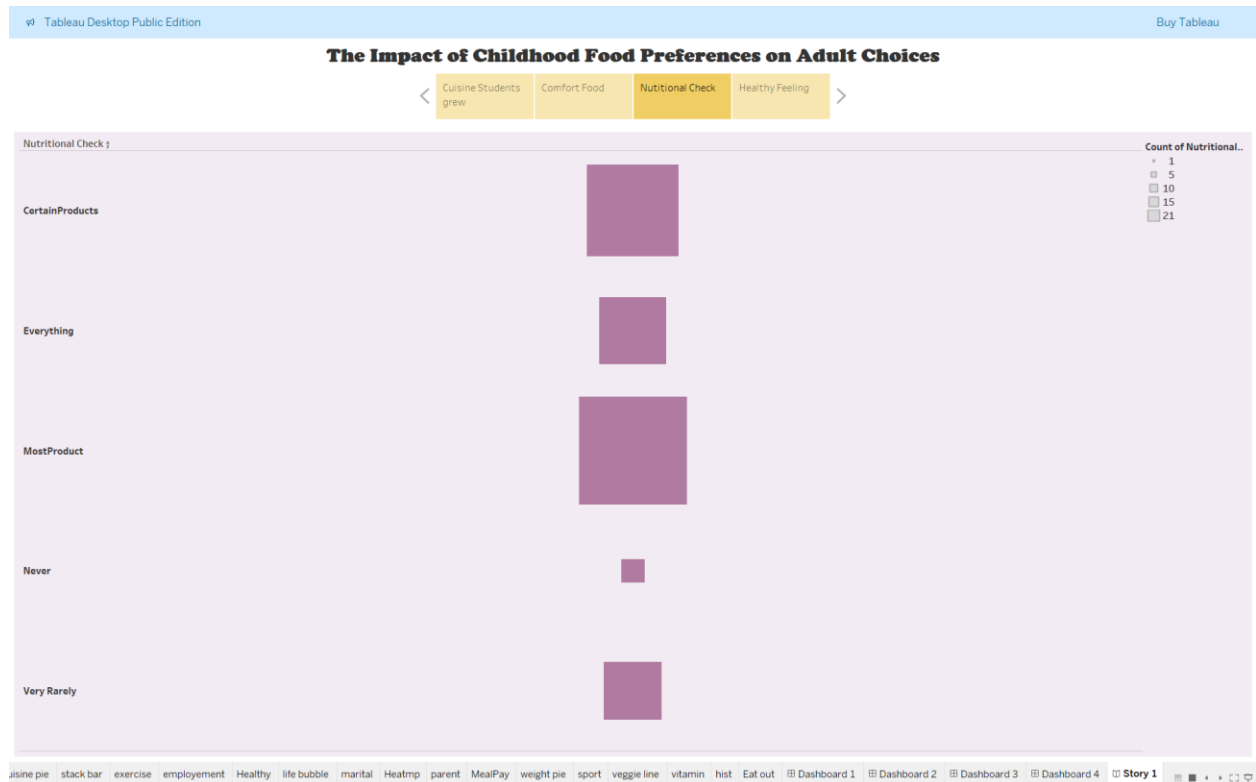 Tableau Desktop Public Edition
Buy Tableau
The Impact of Childhood Food Preferences on Adult Choices
Cuisine Students
grew
Comfort Food
Nutitional Check
Healthy Feeling
Nutritional Check
Count of Nutritional..
1
5
10
15
21
CertainProducts
Everything
MostProduct
Never
Very Rarely
uisine pie stack bar exercise employement Healthy life bubble marital Heatmp parent MealPay weight pie sport veggie line vitamin hist Eat out Dashboard 1 Dashboard 2 Dashboard 3 Dashboard 4 Story 1